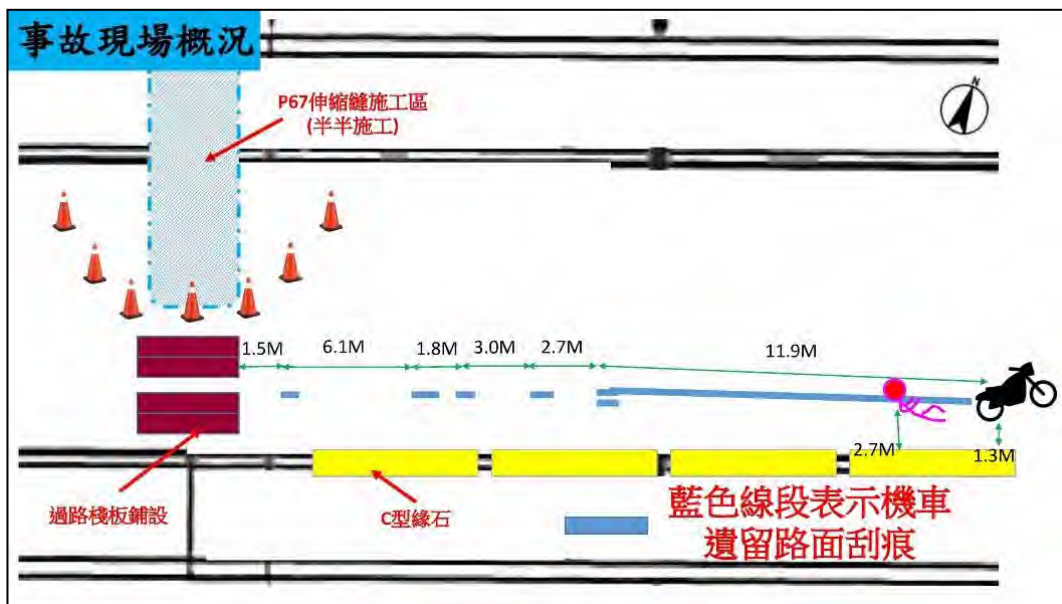 事故現場概況
P67伸縮縫施工區
(半半施工)
N
1.5M
6.1M
1.8M
3.0M
2.7M
11.9M
2.7M
1.3M
過路棧板鋪設
C型緣石
藍色線段表示機車
遺留路面刮痕